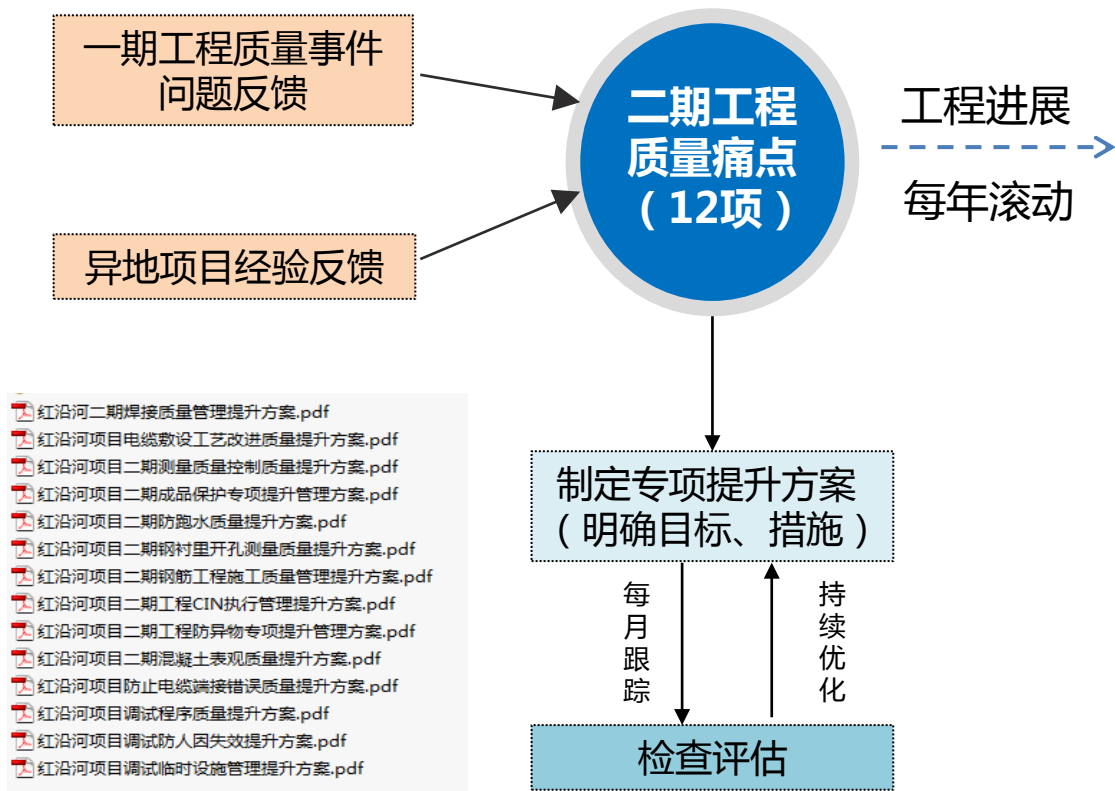 一期工程质量事件
问题反馈
异地项目经验反馈
二期工程
质量痛点
（12项）
工程进展
每年滚动
制定专项提升方案
（明确目标、措施）
每月跟踪
持续优化
检查评估
红沿河二期焊接质量管理提升方案.pdf
红沿河项目电缆敷设工艺改进质量提升方案.pdf
红沿河项目二期测量质量控制质量提升方案.pdf
红沿河项目二期成品保护专项提升管理方案.pdf
红沿河项目二期防跑水质量提升方案.pdf
红沿河项目二期钢衬里开孔测量质量提升方案.pdf
红沿河项目二期钢筋工程施工质量管理提升方案.pdf
红沿河项目二期工程CIN执行管理提升方案.pdf
红沿河项目二期工程防异物专项提升管理方案.pdf
红沿河项目二期混凝土表观质量提升方案.pdf
红沿河项目防止电缆端接错误质量提升方案.pdf
红沿河项目调试程序质量提升方案.pdf
红沿河项目调试防人因失效提升方案.pdf
红沿河项目调试临时设施管理提升方案.pdf